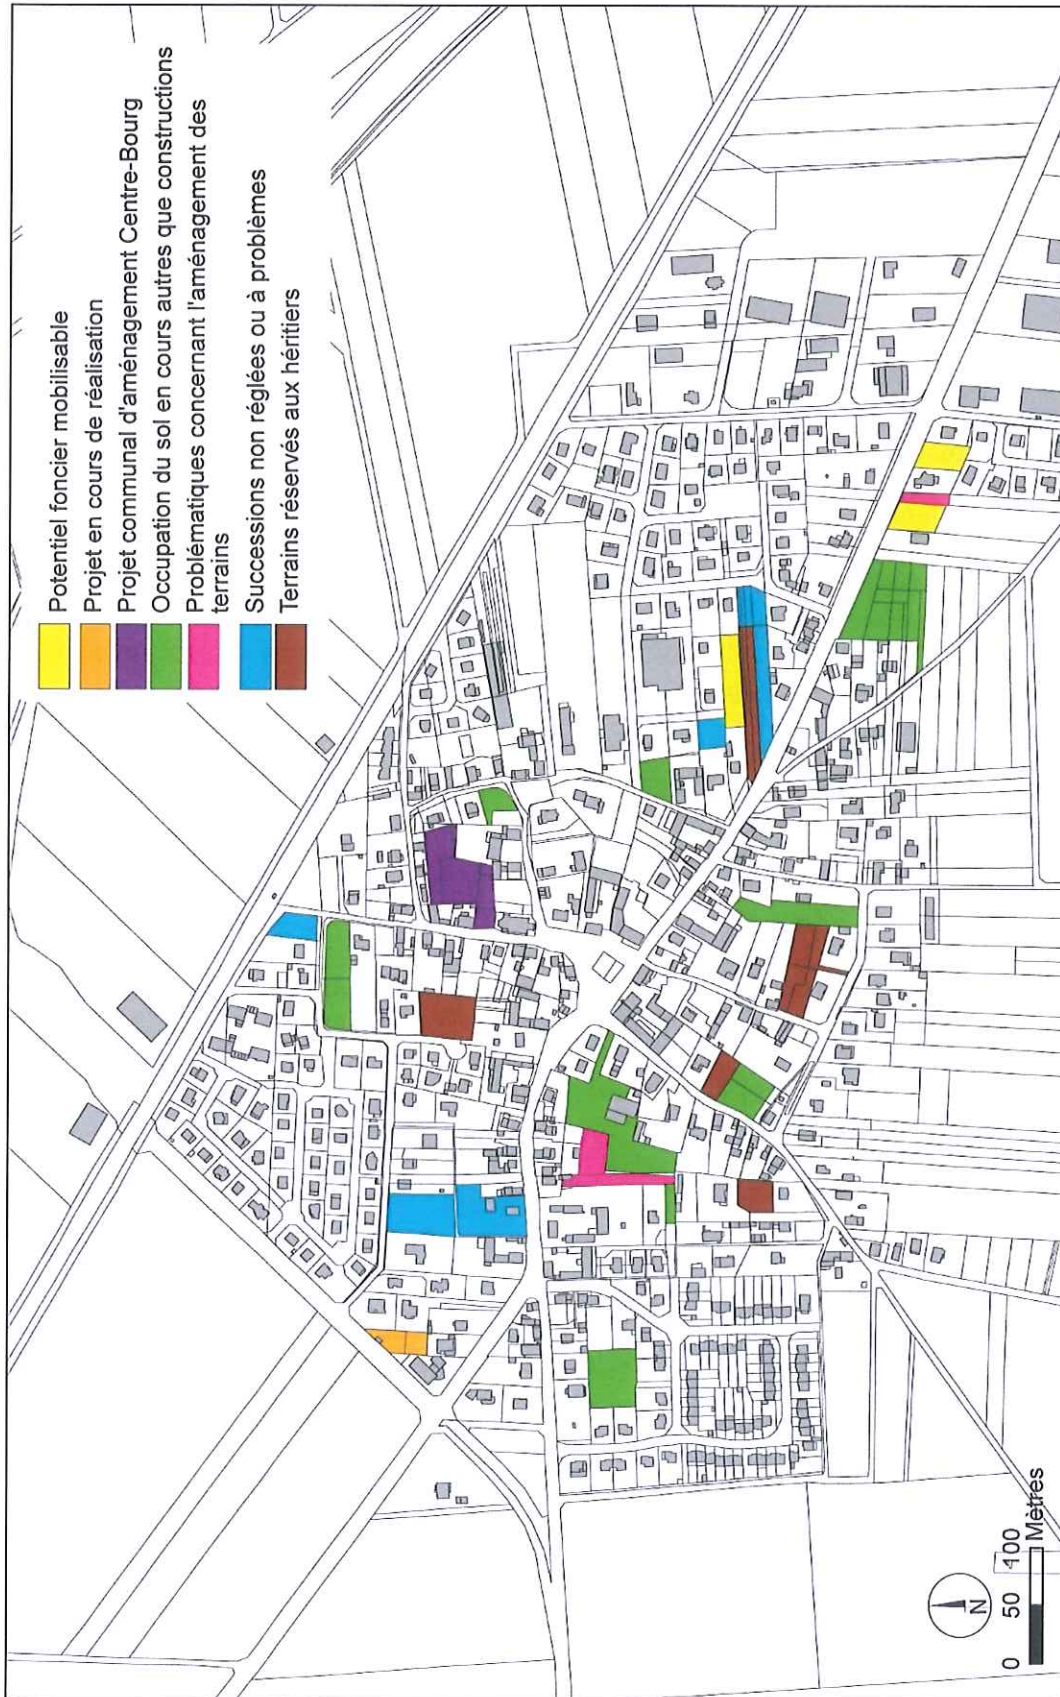 Potentiel foncier mobilisable
Projet en cours de réalisation
Projet communal d'aménagement Centre-Bourg
Occupation du sol en cours autres que constructions
Problématiques concernant l'aménagement des
terrains
Successions non réglées ou à problèmes
Terrains réservés aux héritiers
N
0 50 100
Mètres